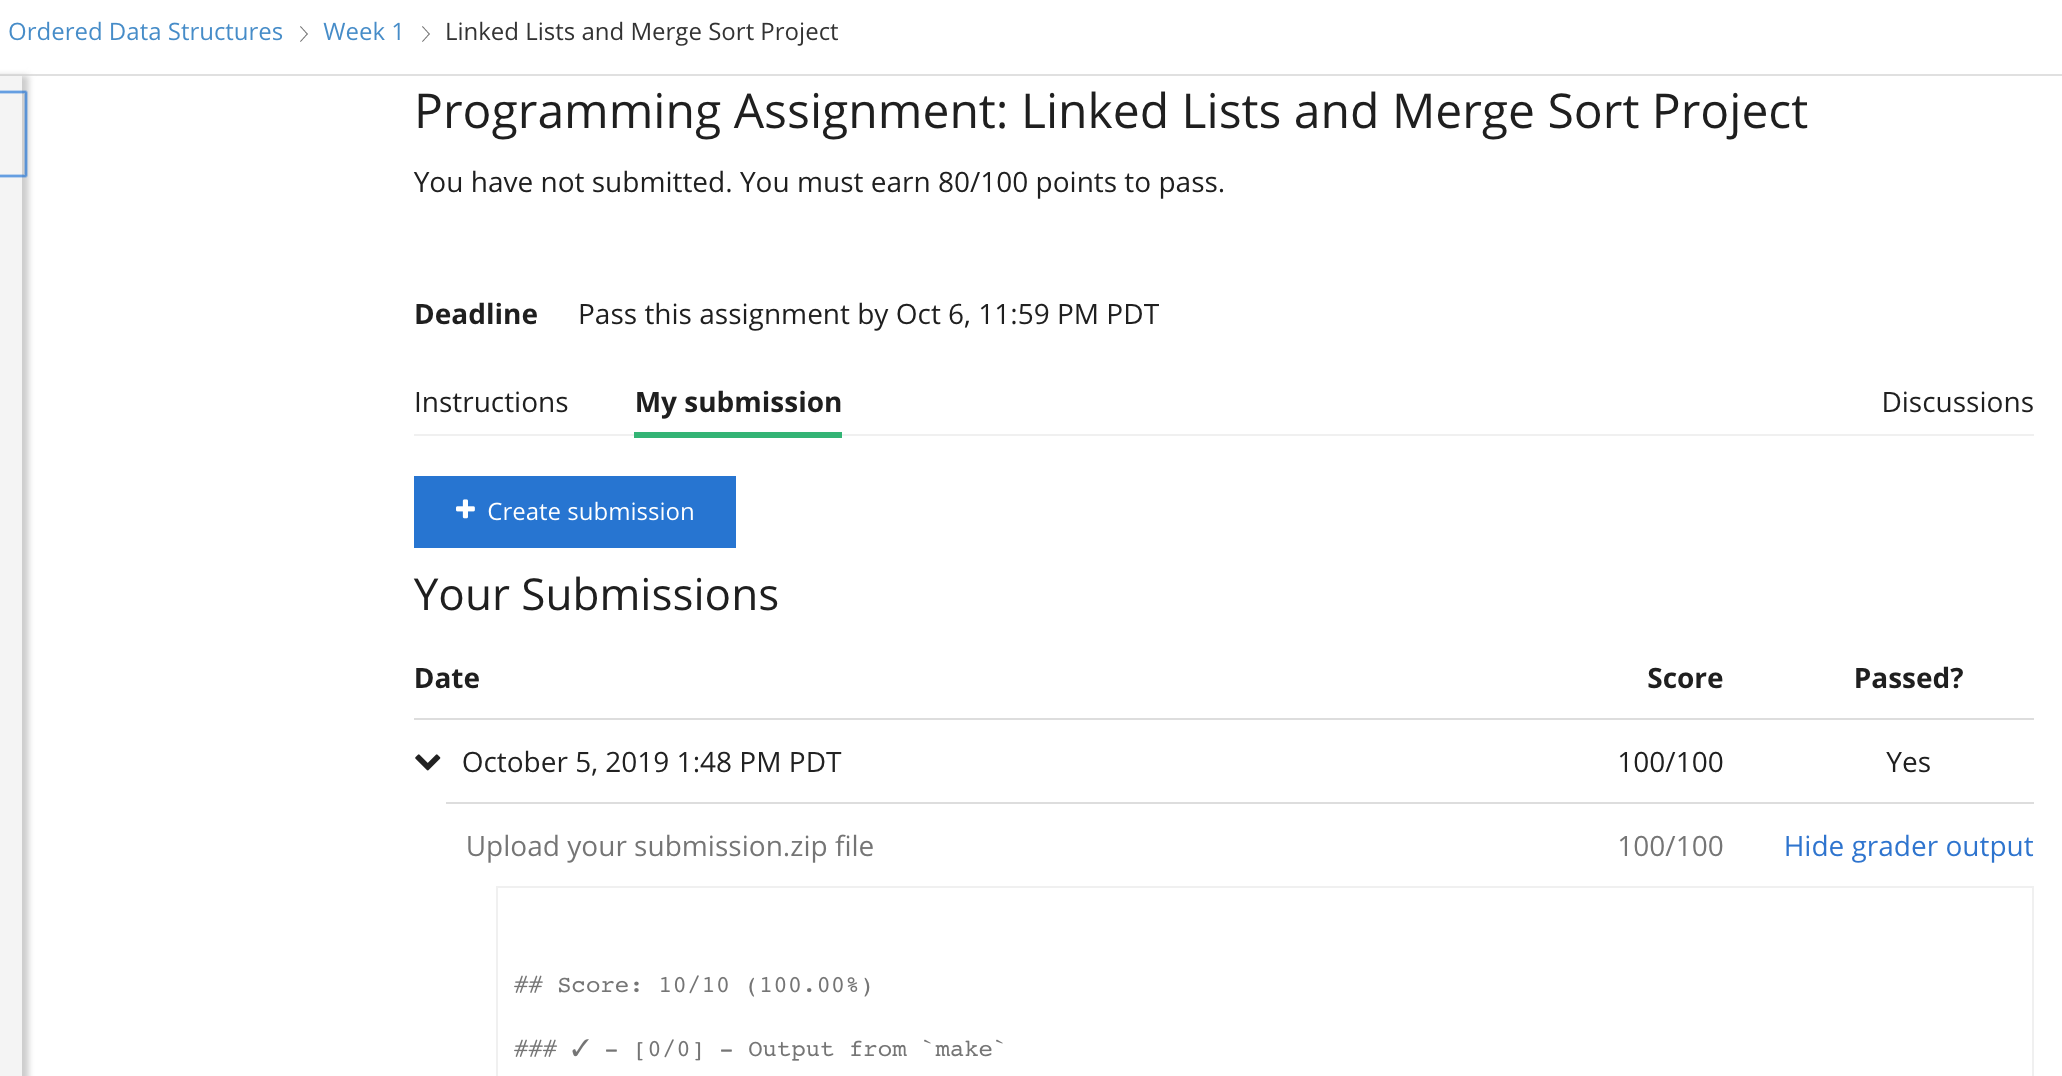 Ordered Data Structures > Week 1 > Linked Lists and Merge Sort Project
Programming Assignment: Linked Lists and Merge Sort Project
You have not submitted. You must earn 80/100 points to pass.
Deadline Pass this assignment by Oct 6, 11:59 PM PDT
Instructions My submission Discussions
+ Create submission
Your Submissions
Date Score Passed?
October 5, 2019 1:48 PM PDT 100/100 Yes
Upload your submission.zip file 100/100 Hide grader output
## Score: 10/10 (100.00%)
### ✓ - [0/0] - Output from `make`